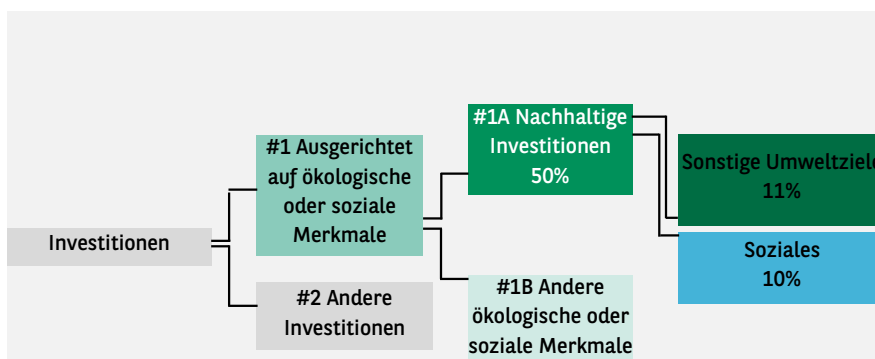 Investitionen
#1 Ausgerichtet
auf ökologische
oder soziale
Merkmale
#2 Andere
Investitionen
#1A Nachhaltige
Investitionen
50%
#1B Andere
ökologische oder
soziale Merkmale
Sonstige Umweltziele
11%
Soziales
10%